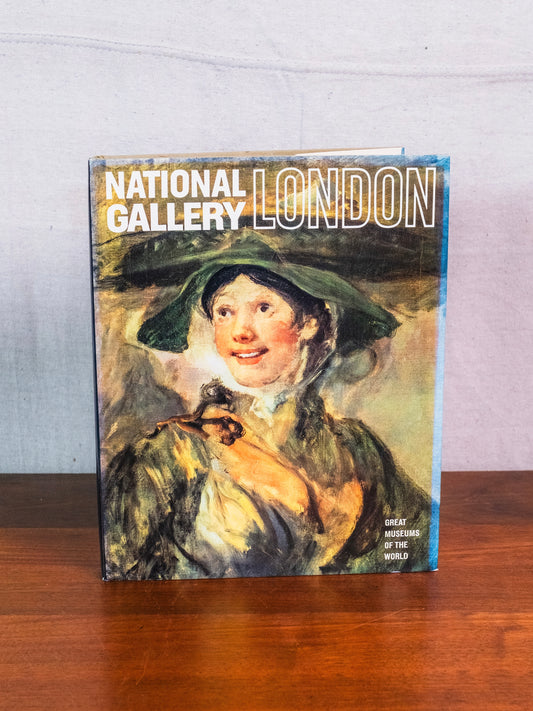 NATIONAL LONDON
GALLERY
GREAT
MUSEUMS
OF THE
WORLD